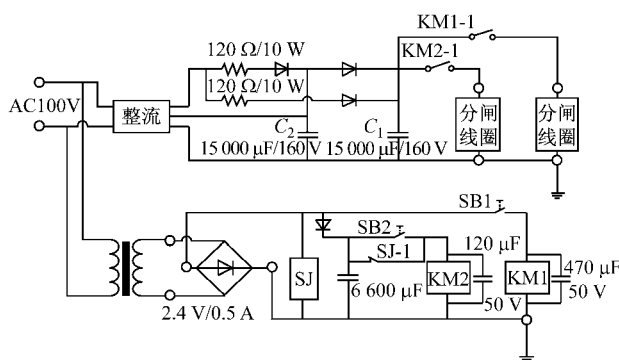 KM1-1
120 Ω/10 W
KM2-1
120 Ω/10 W
AC100V
整流
C2
C1
15 000 μF/160 V
15 000 μF/160 V
分闸
线圈
分闸
线圈
SB1
SB2
SJ-1
120 μF
SJ
KM2
KM1
470 μF
50 V
6 600 μF
50 V
2.4 V/0.5 A